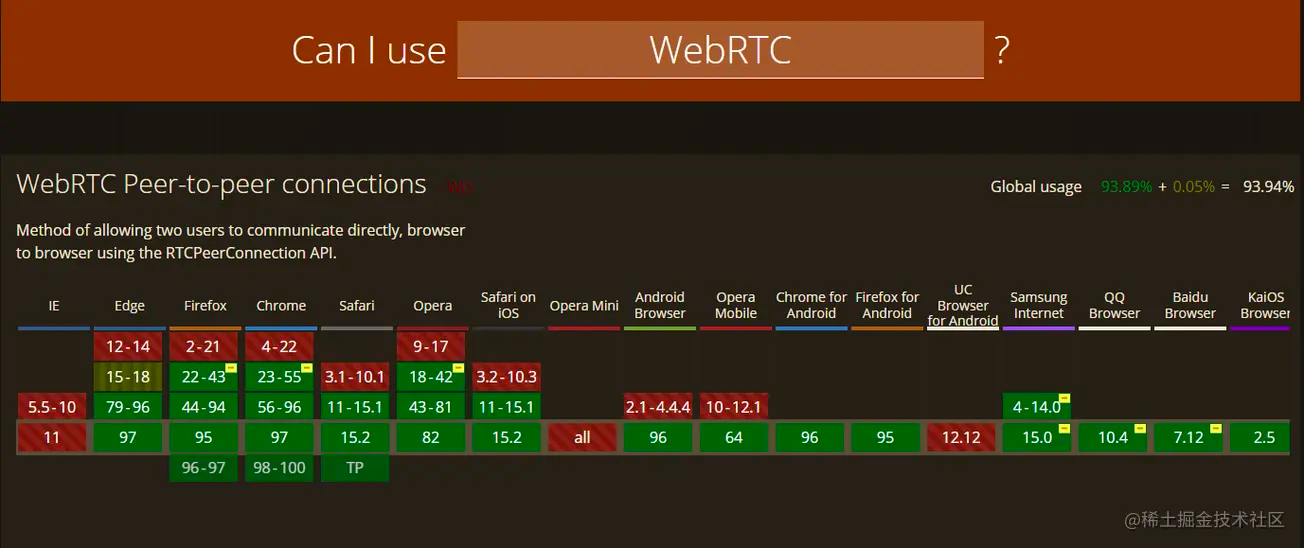 Can I use WebRTC ?
WebRTC Peer-to-peer connections
Global usage 93.89% + 0.05% = 93.94%
Method of allowing two users to communicate directly, browser
to browser using the RTCPeerConnection API.
IE Edge Firefox Chrome Safari Opera Safari on iOS Opera Mini Android Browser Opera Mobile Chrome for Android Firefox for Android UC Browser for Android Samsung Internet QQ Browser Baidu Browser KaiOS Browser
12-14 2-21 4-22 9-17
15-18 22-43 23-55 3.1-10.1 18-42 3.2-10.3
5.5-10 79-96 44-94 56-96 11-15.1 43-81 11-15.1 2.1-4.4.4 10-12.1 4-14.0
11 97 95 97 15.2 82 15.2 all 96 64 96 95 12.12 15.0 10.4 7.12 2.5
96-97 98-100 TP
@稀土掘金技术社区